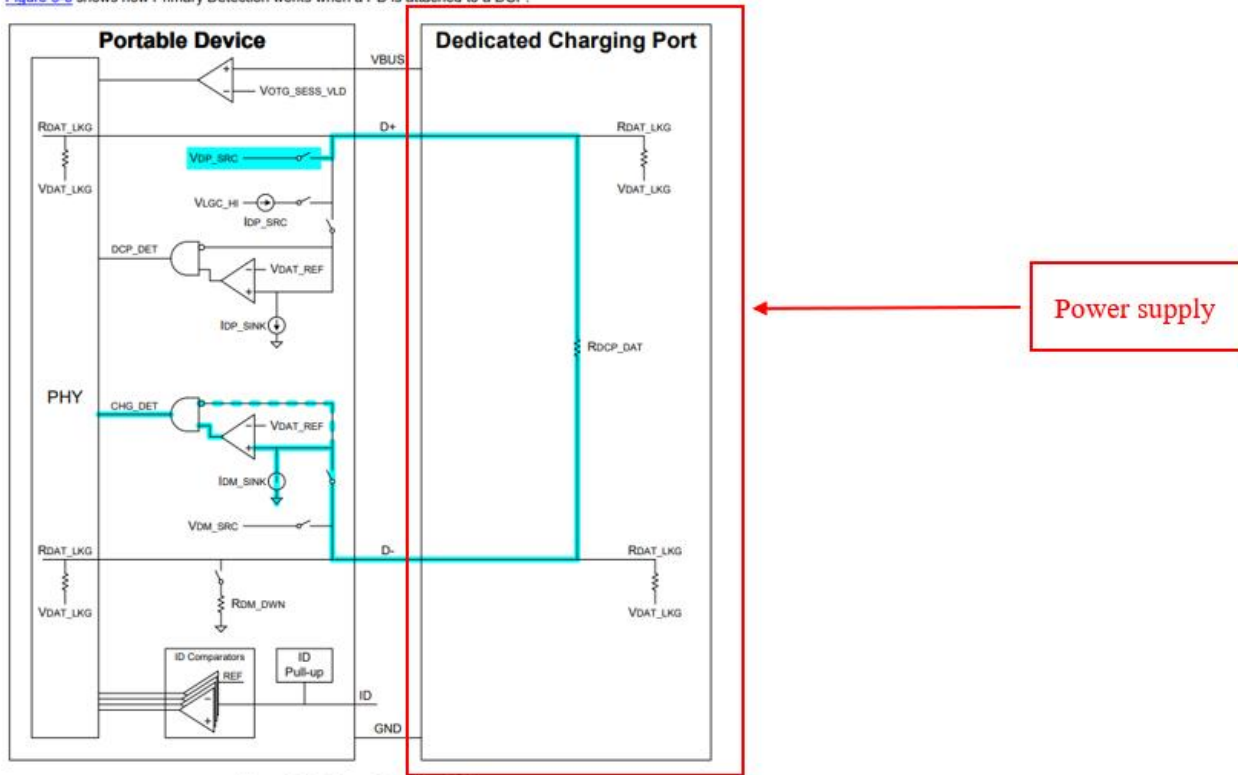 Portable Device
Dedicated Charging Port
VBUS
VOTG_SESS_VLD
RDAT_LKG
D+
RDAT_LKG
VDP_SRC
VDAT_LKG
VDAT_LKG
VLGC_HI
IDP_SRC
DCP_DET
VDAT_REF
Power supply
IDP_SINK
RDCP_DAT
PHY
CHG_DET
VDAT_REF
IDM_SINK
VDM_SRC
RDAT_LKG
D-
RDAT_LKG
RDM_DWN
VDAT_LKG
VDAT_LKG
ID Comparators
REF
ID
Pull-up
ID
GND